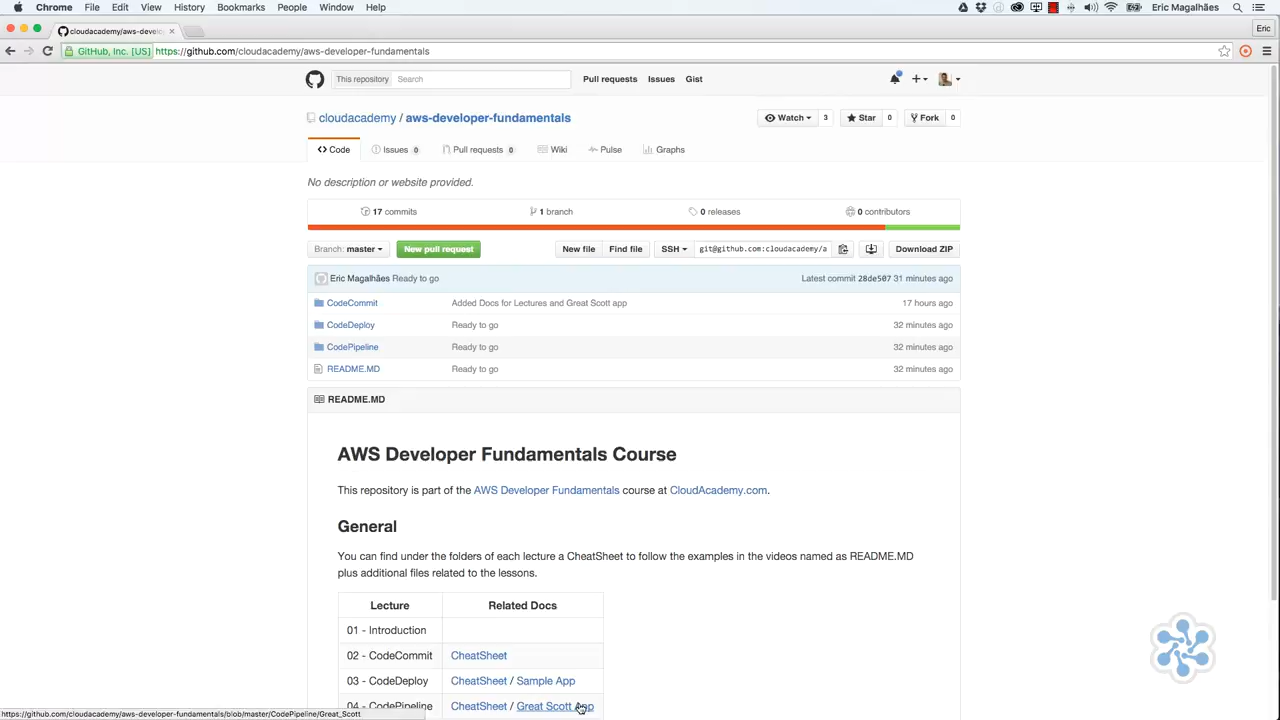 Chrome File Edit View History Bookmarks People Window Help Eric Magalhães
cloudacademy/aws-develo Eric
GitHub, Inc. [US] https://github.com/cloudacademy/aws-developer-fundamentals
This repository Search Pull requests Issues Gist
cloudacademy / aws-developer-fundamentals Watch 3 Star 0 Fork 0
Code Issues 0 Pull requests 0 Wiki Pulse Graphs
No description or website provided.
17 commits 1 branch 0 releases 0 contributors
Branch: master New pull request New file Find file SSH git@github.com:cloudacademy/a Download ZIP
Eric Magalhães Ready to go Latest commit 28de507 31 minutes ago
CodeCommit Added Docs for Lectures and Great Scott app 17 hours ago
CodeDeploy Ready to go 32 minutes ago
CodePipeline Ready to go 32 minutes ago
README.MD Ready to go 32 minutes ago
README.MD
AWS Developer Fundamentals Course
This repository is part of the AWS Developer Fundamentals course at CloudAcademy.com.
General
You can find under the folders of each lecture a CheatSheet to follow the examples in the videos named as README.MD
plus additional files related to the lessons.
Lecture Related Docs
01 - Introduction
02 - CodeCommit CheatSheet
03 - CodeDeploy CheatSheet / Sample App
04 - CodePipeline CheatSheet / Great Scott App
https://github.com/cloudacademy/aws-developer-fundamentals/blob/master/CodePipeline/Great_Scott